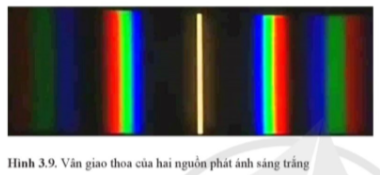 Hình 3.9. Vân giao thoa của hai nguồn phát ánh sáng trắng